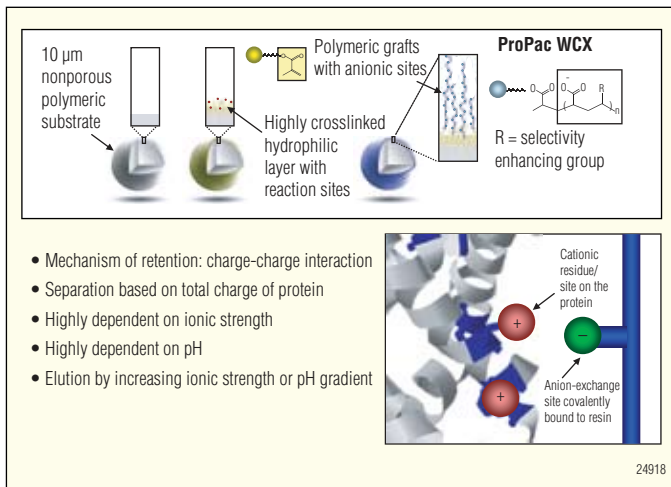 10 µm
nonporous
polymeric
substrate
Polymeric grafts
with anionic sites
ProPac WCX
Highly crosslinked
hydrophilic
layer with
reaction sites
O
O
O
O
O
-
O
R
n
R = selectivity
enhancing group
• Mechanism of retention: charge-charge interaction
• Separation based on total charge of protein
• Highly dependent on ionic strength
• Highly dependent on pH
• Elution by increasing ionic strength or pH gradient
Cationic
residue/
site on the
protein
+
−
+
Anion-exchange
site covalently
bound to resin
24918